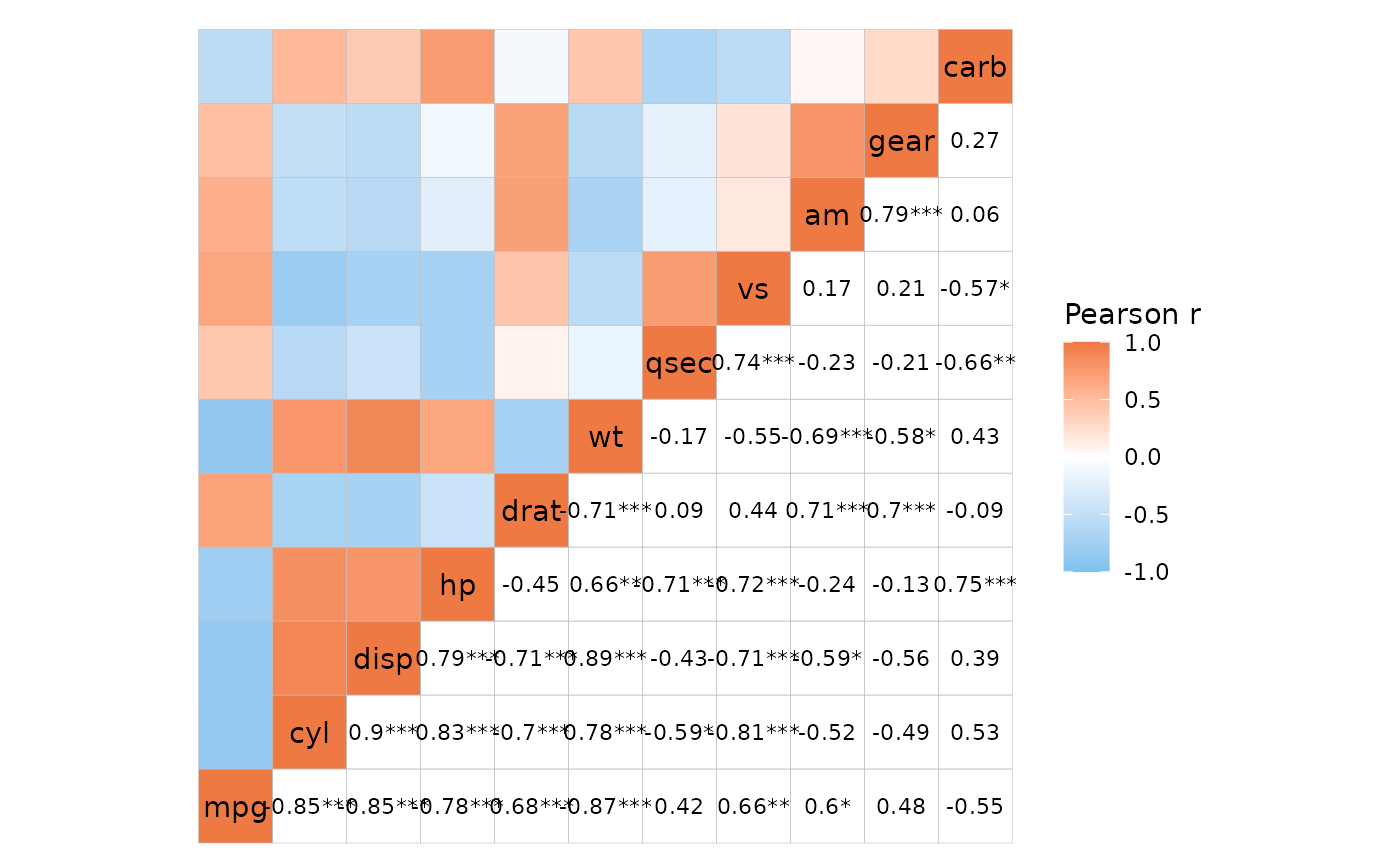 carb
gear 0.27
am 0.79*** 0.06
vs 0.17 0.21 -0.57*
Pearson r
qsec 0.74*** -0.23 -0.21 -0.66**
1.0
0.5
wt -0.17 -0.55 -0.69*** -0.58* 0.43
0.0
drat -0.71*** 0.09 0.44 0.71*** 0.7*** -0.09
-0.5
-1.0
hp -0.45 0.66** -0.71*** -0.72*** -0.24 -0.13 0.75***
disp 0.79*** -0.71*** 0.89*** -0.43 -0.71*** -0.59* -0.56 0.39
cyl 0.9*** 0.83*** -0.7*** 0.78*** -0.59* -0.81*** -0.52 -0.49 0.53
mpg -0.85*** -0.85*** -0.78*** 0.68*** -0.87*** 0.42 0.66** 0.6* 0.48 -0.55